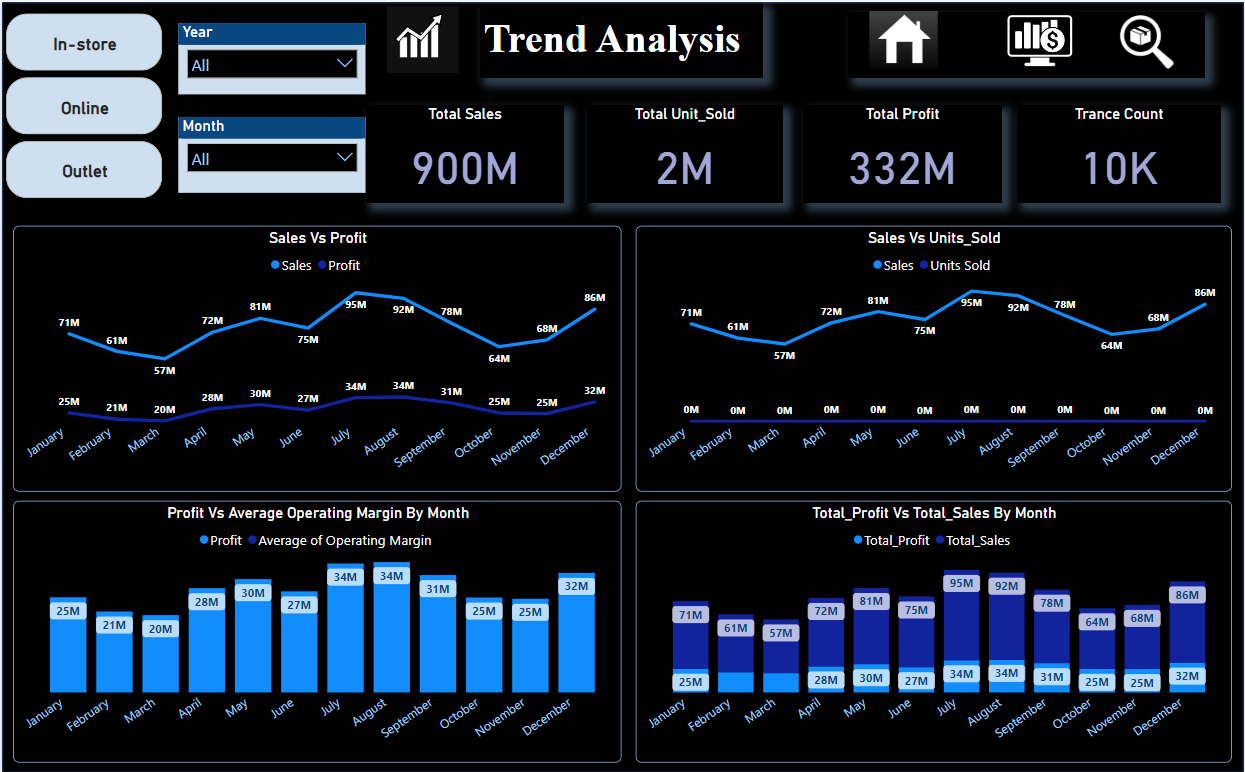 In-store
Online
Outlet
Year
All
Month
All
Trend Analysis
Total Sales
900M
Total Unit_Sold
2M
Total Profit
332M
Trance Count
10K
Sales Vs Profit
Sales Profit
71M 61M 57M 72M 81M 75M 95M 92M 78M 64M 68M 86M
25M 21M 20M 28M 30M 27M 34M 34M 31M 25M 25M 32M
January February March April May June July August September October November December
Sales Vs Units_Sold
Sales Units Sold
71M 61M 57M 72M 81M 75M 95M 92M 78M 64M 68M 86M
0M 0M 0M 0M 0M 0M 0M 0M 0M 0M 0M 0M
January February March April May June July August September October November December
Profit Vs Average Operating Margin By Month
Profit Average of Operating Margin
25M 21M 20M 28M 30M 27M 34M 34M 31M 25M 25M 32M
January February March April May June July August September October November December
Total_Profit Vs Total_Sales By Month
Total_Profit Total_Sales
71M 61M 57M 72M 81M 75M 95M 92M 78M 64M 68M 86M
25M 28M 30M 27M 34M 34M 31M 25M 25M 32M
January February March April May June July August September October November December